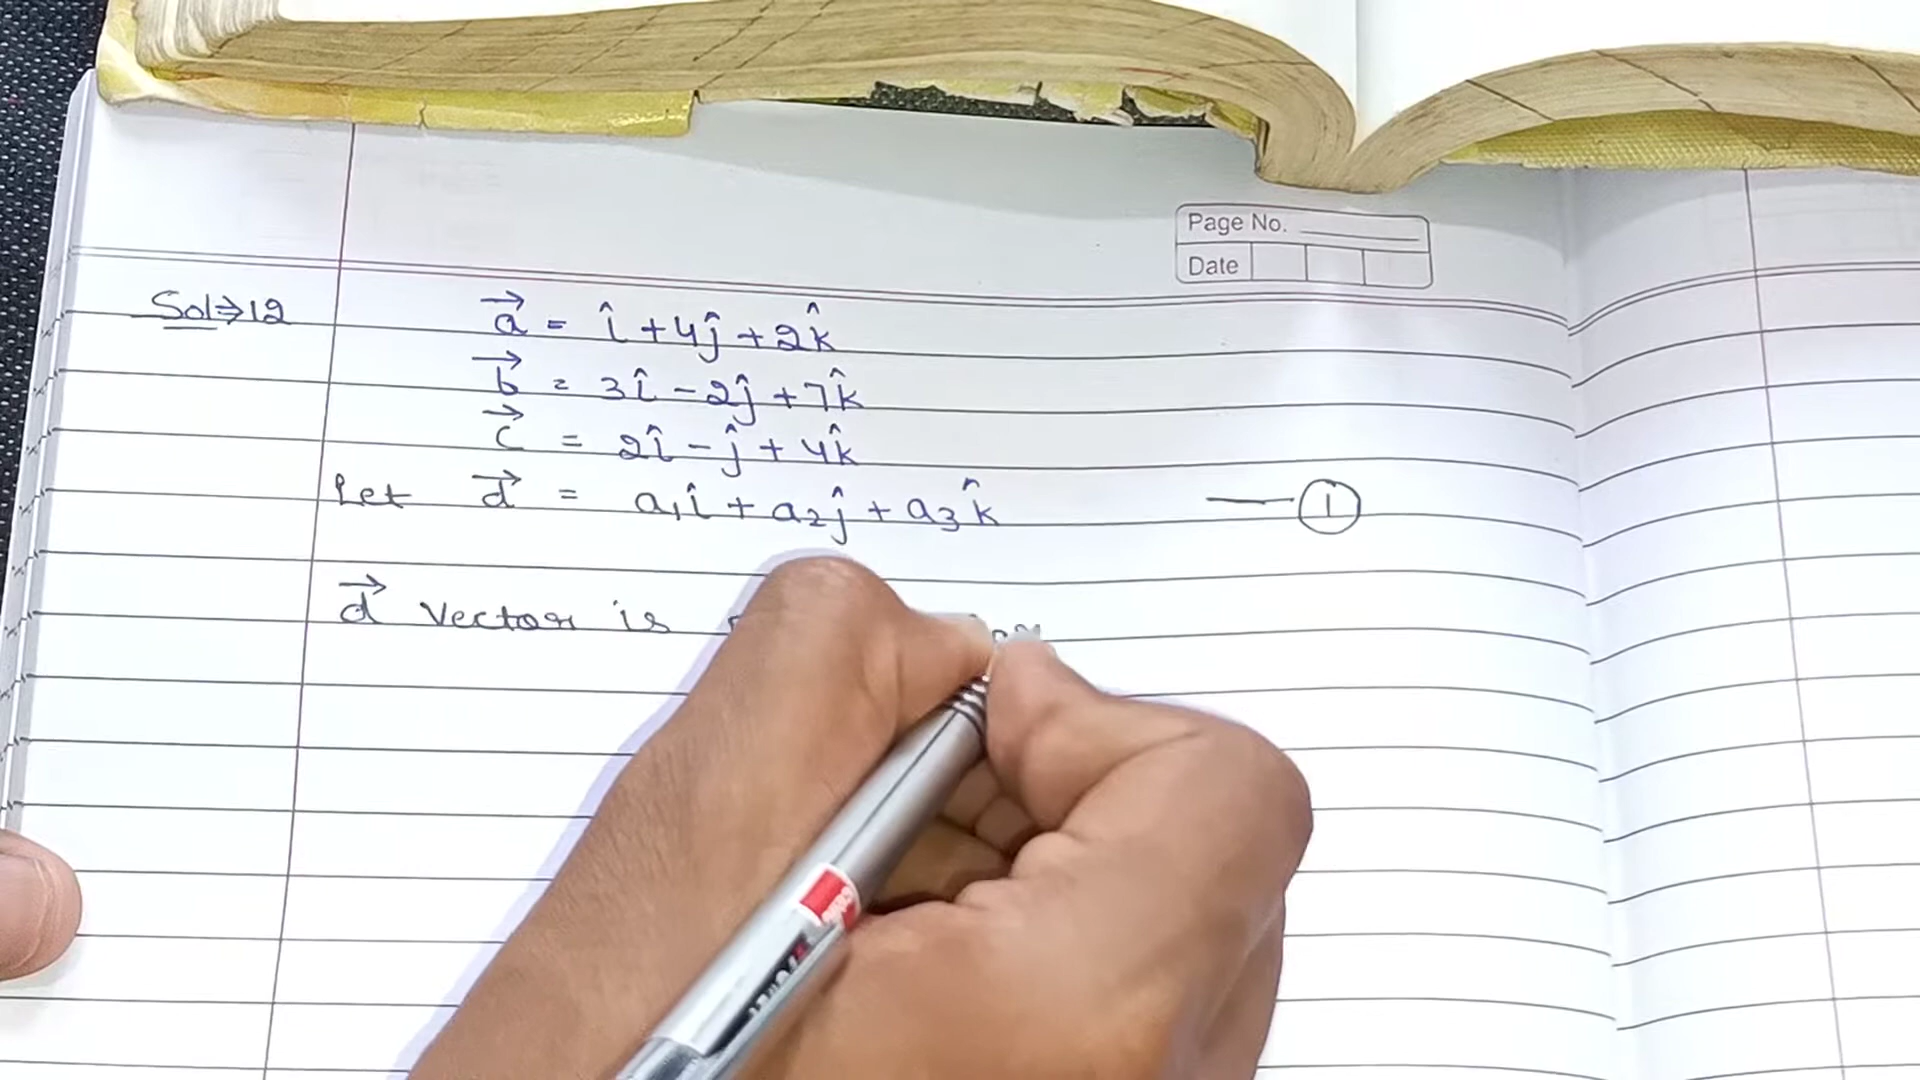 Page No.
Date
Sol⇒12
a⃗ = î + 4ĵ + 2k̂
b⃗ = 3î - 2ĵ + 7k̂
c⃗ = 2î - ĵ + 4k̂
Let d⃗ = a₁î + a₂ĵ + a₃k̂ — ①
d⃗ Vector is